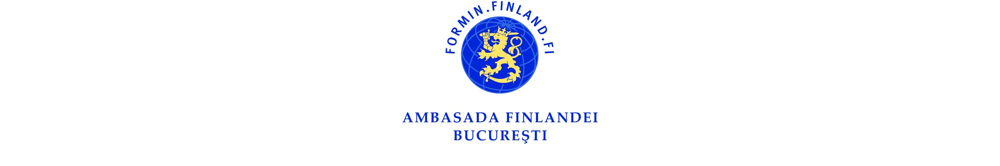 FORMIN.FINLAND.FI
AMBASADA FINLANDEI
BUCUREŞTI